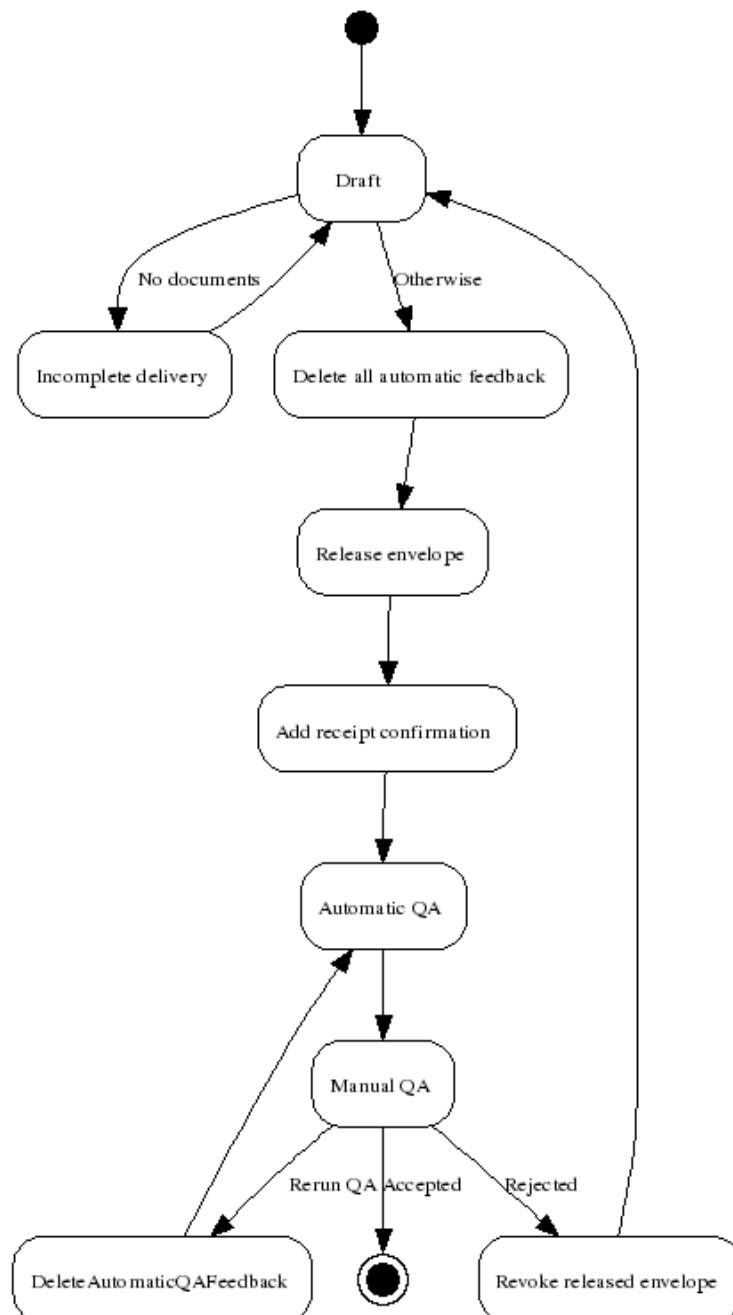 Draft
No documents
Otherwise
Incomplete delivery
Delete all automatic feedback
Release envelope
Add receipt confirmation
Automatic QA
Manual QA
Rerun QA
Accepted
Rejected
DeleteAutomaticQAFeedback
Revoke released envelope